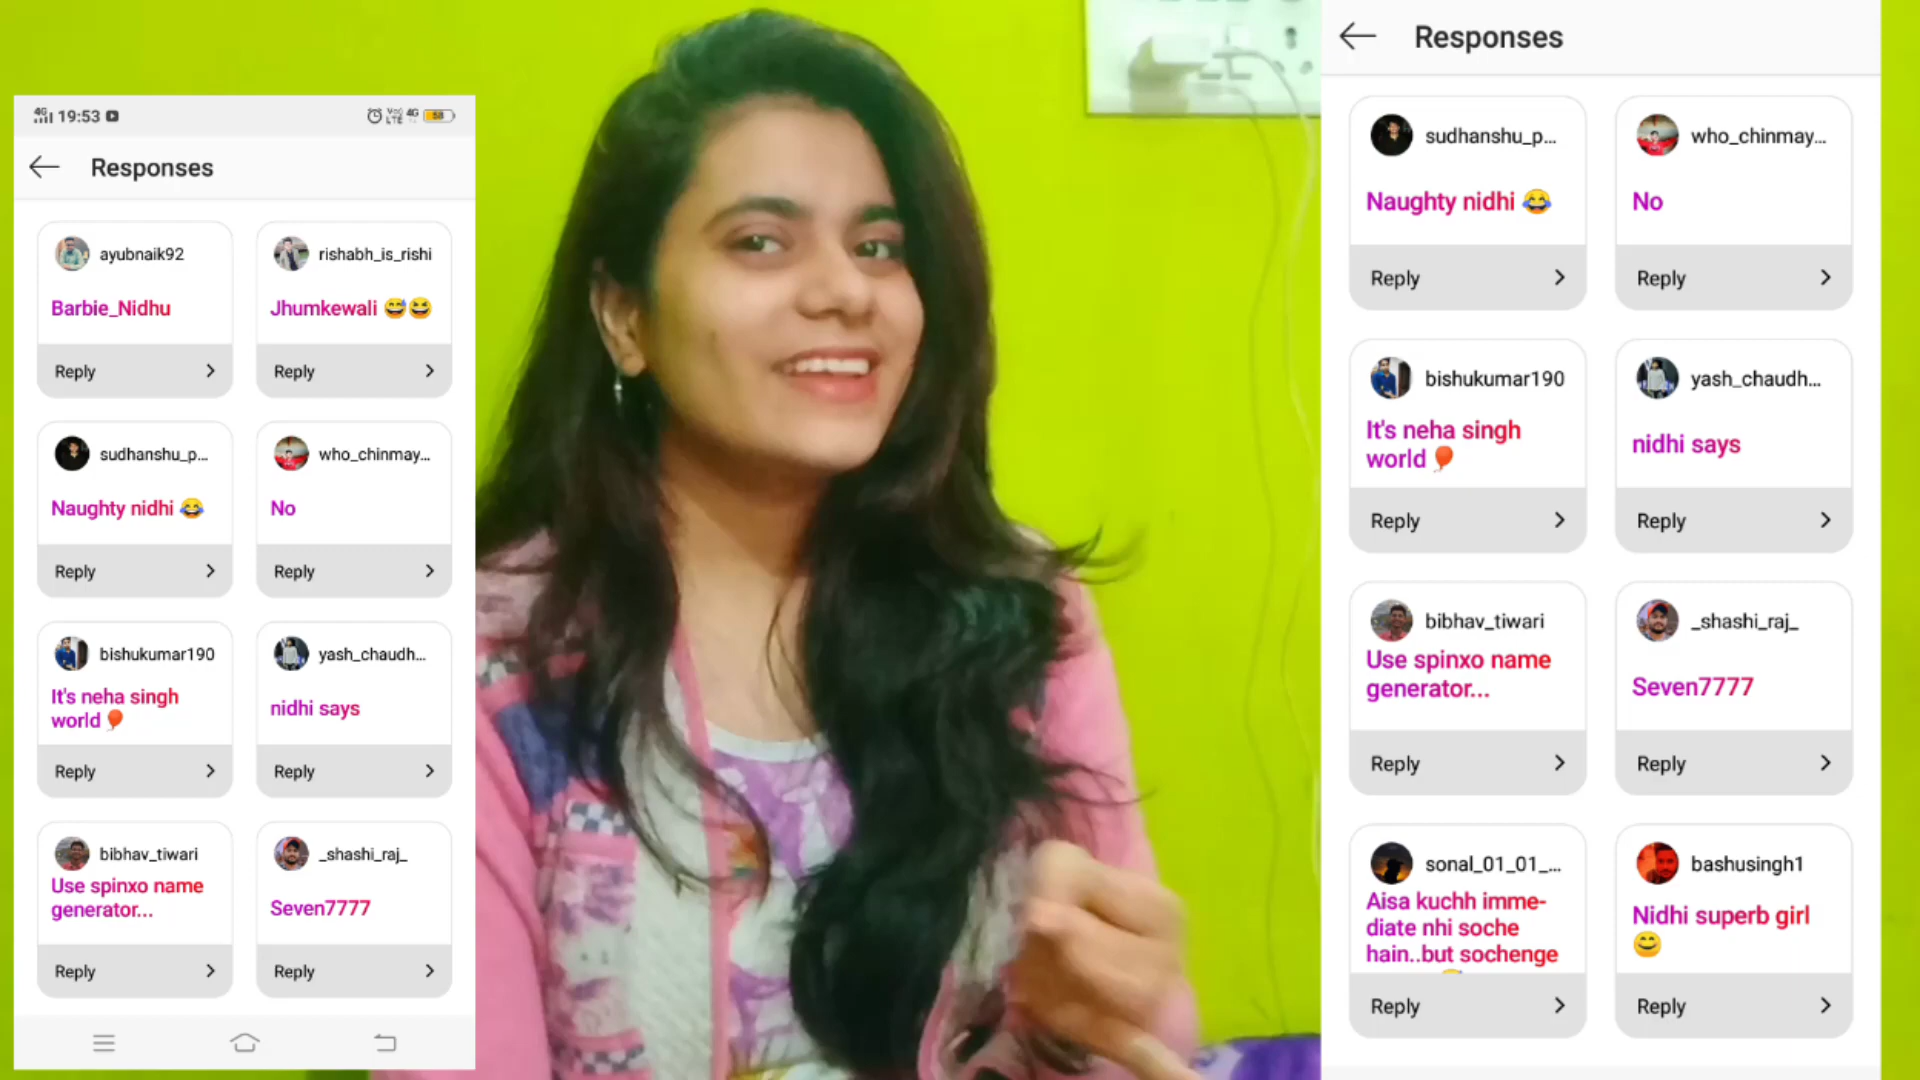 19:53
4G
58
Responses
ayubnaik92
Barbie_Nidhu
Reply
rishabh_is_rishi
Jhumkewali 😅😆
Reply
sudhanshu_p...
Naughty nidhi 😂
Reply
who_chinmay...
No
Reply
bishukumar190
It's neha singh
world 🎈
Reply
yash_chaudh...
nidhi says
Reply
bibhav_tiwari
Use spinxo name
generator...
Reply
_shashi_raj_
Seven7777
Reply
Responses
sudhanshu_p...
Naughty nidhi 😂
Reply
who_chinmay...
No
Reply
bishukumar190
It's neha singh
world 🎈
Reply
yash_chaudh...
nidhi says
Reply
bibhav_tiwari
Use spinxo name
generator...
Reply
_shashi_raj_
Seven7777
Reply
sonal_01_01_...
Aisa kuchh imme-
diate nhi soche
hain..but sochenge
Reply
bashusingh1
Nidhi superb girl
😊
Reply